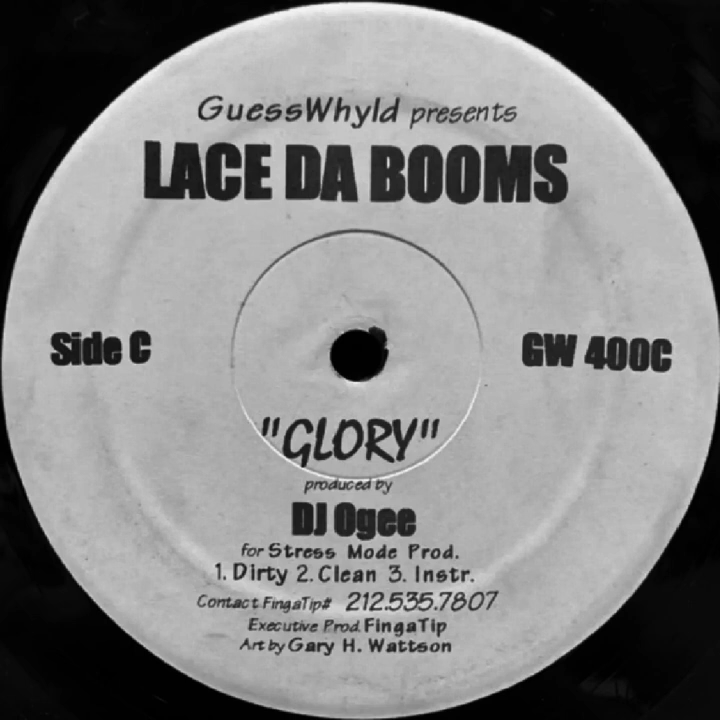 GuessWhyld presents
LACE DA BOOMS
Side C
GW 400C
"GLORY"
produced by
DJ Ogee
for Stress Mode Prod.
1. Dirty 2. Clean 3. Instr.
Contact FingaTip# 212.535.7807
Executive Prod. FingaTip
Art by Gary H. Wattson